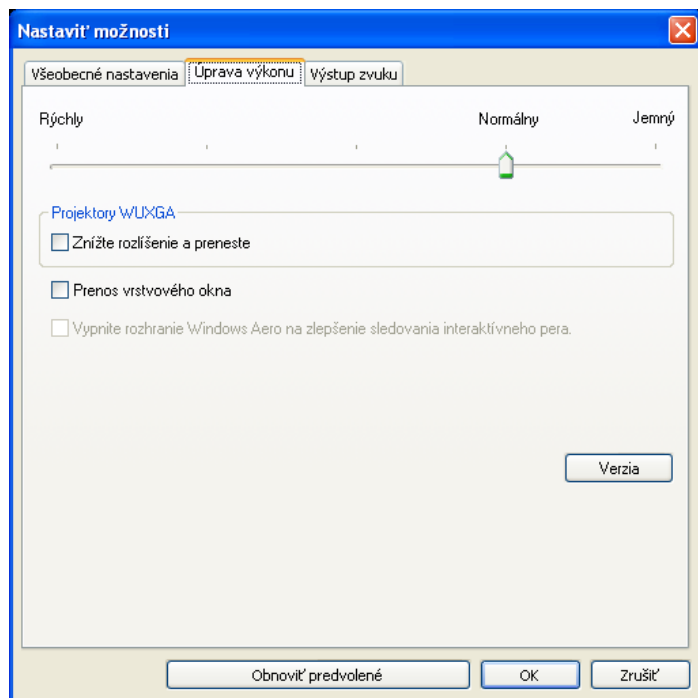 Nastaviť možnosti
Všeobecné nastavenia Úprava výkonu Výstup zvuku
Rýchly Normálny Jemný
Projektory WUXGA
Znížte rozlíšenie a preneste
Prenos vrstvového okna
Vypnite rozhranie Windows Aero na zlepšenie sledovania interaktívneho pera.
Verzia
Obnoviť predvolené OK Zrušiť